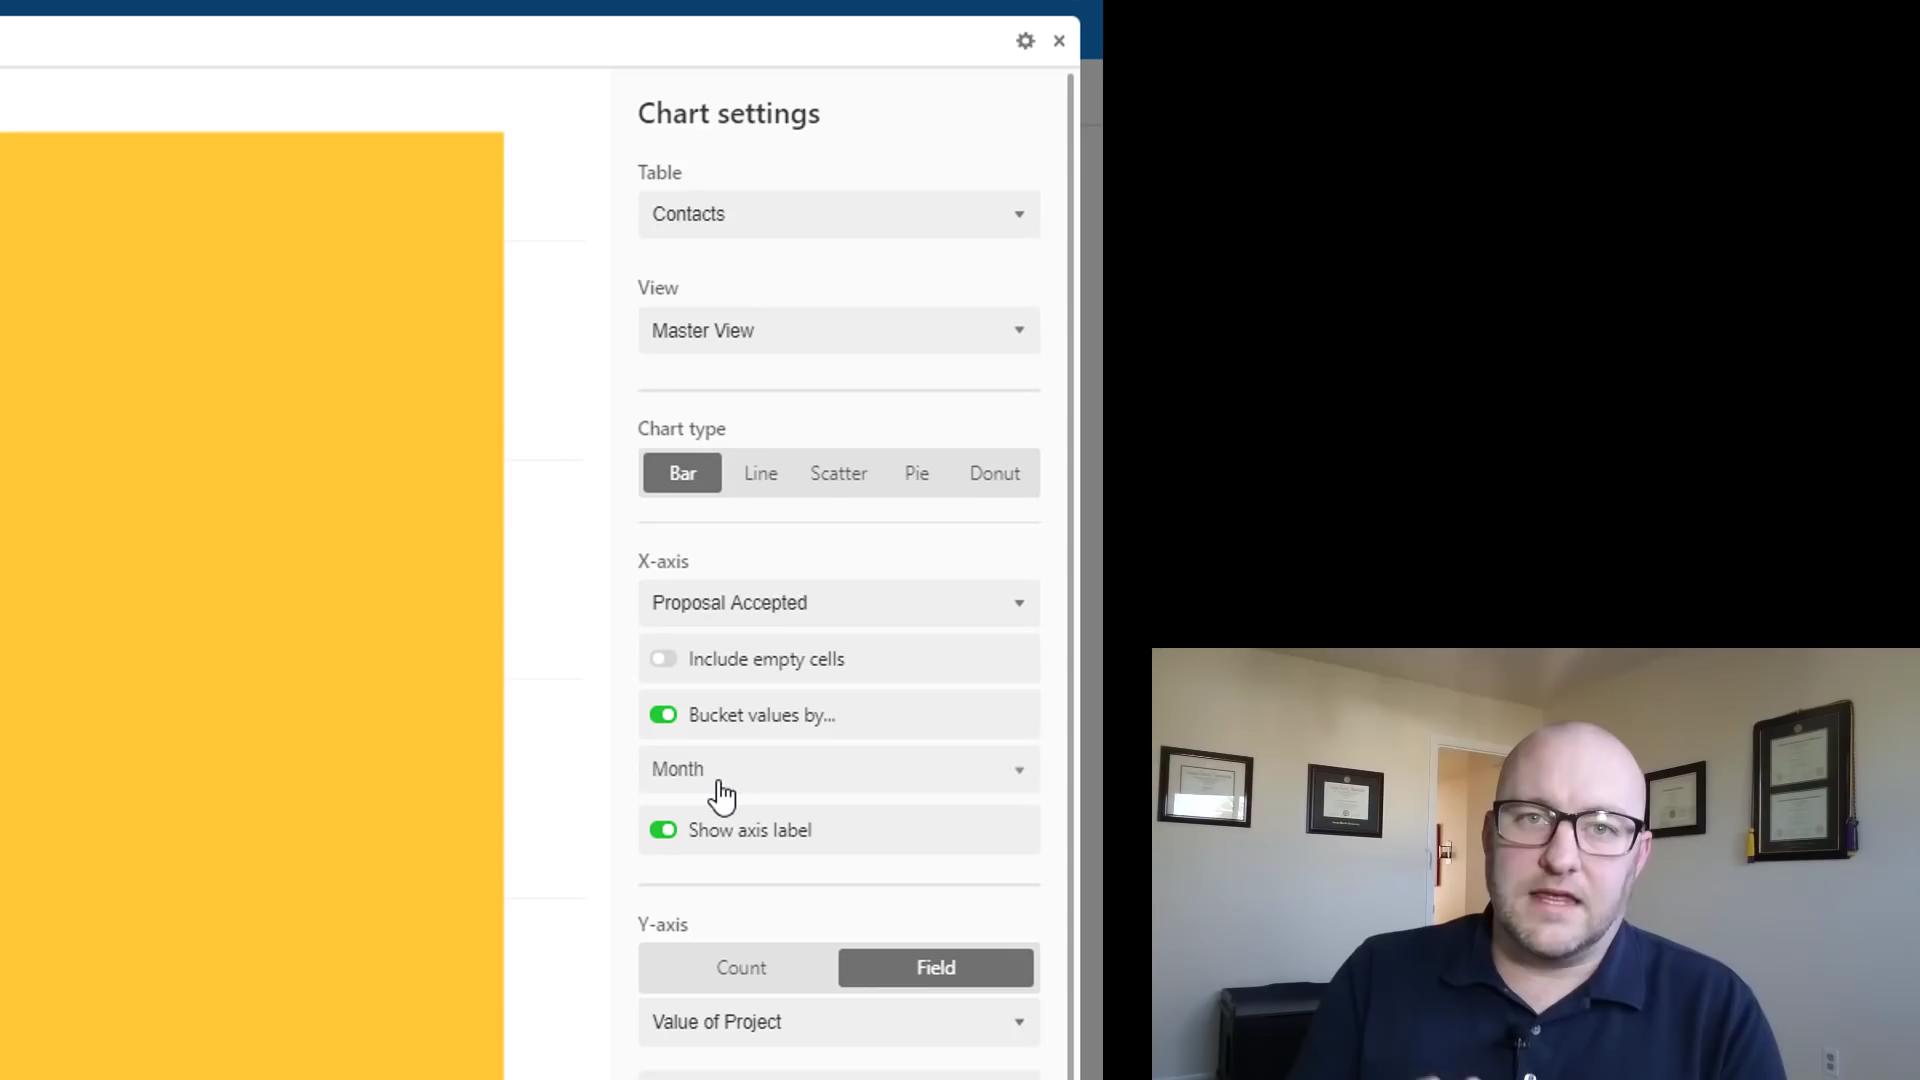 Chart settings
Table
Contacts
View
Master View
Chart type
Bar Line Scatter Pie Donut
X-axis
Proposal Accepted
Include empty cells
Bucket values by...
Month
Show axis label
Y-axis
Count Field
Value of Project